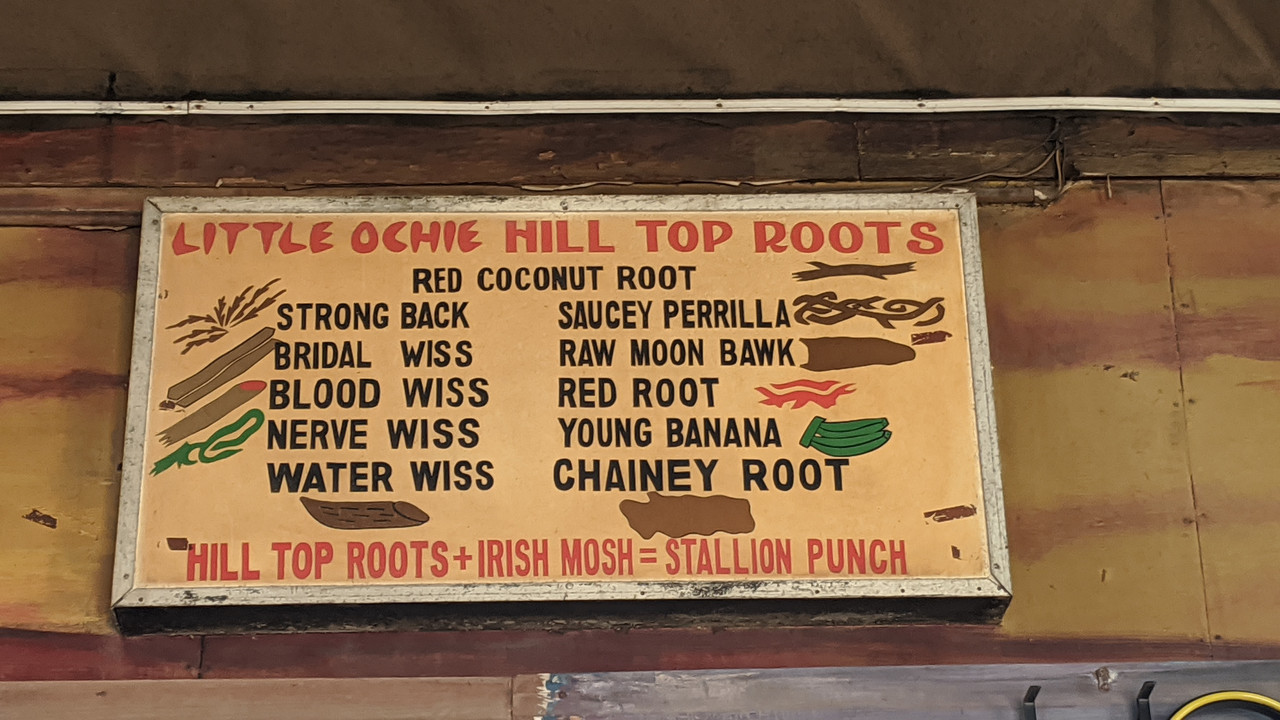 LITTLE OCHIE HILL TOP ROOTS
RED COCONUT ROOT
STRONG BACK
BRIDAL WISS
BLOOD WISS
NERVE WISS
WATER WISS
SAUCEY PERRILLA
RAW MOON BAWK
RED ROOT
YOUNG BANANA
CHAINEY ROOT
HILL TOP ROOTS+IRISH MOSH=STALLION PUNCH